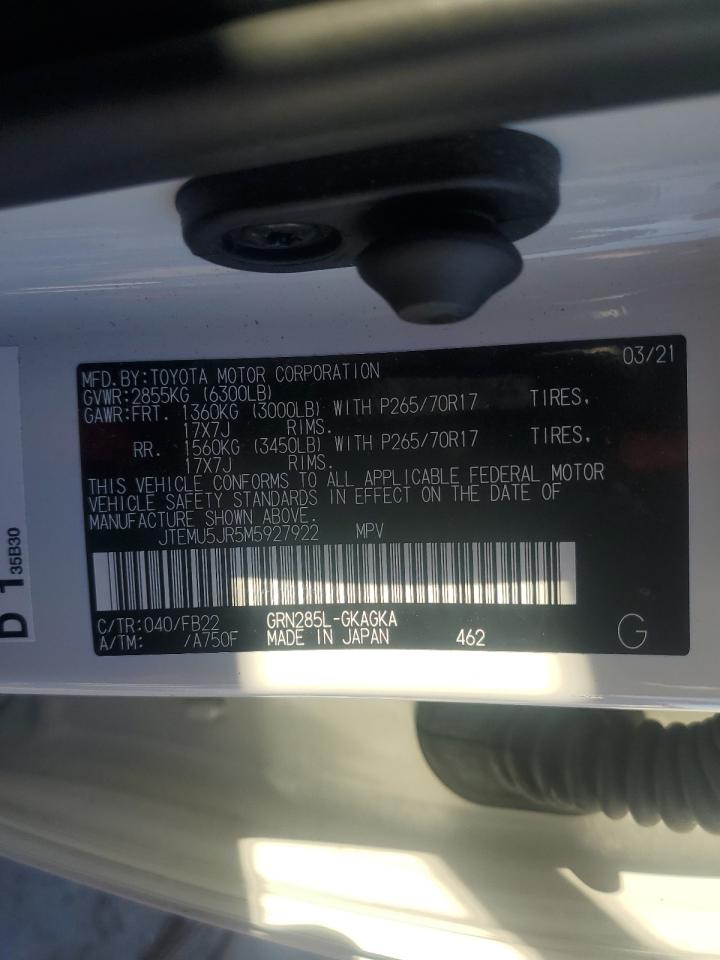 03/21
MFD.BY:TOYOTA MOTOR CORPORATION
GVWR:2855KG (6300LB)
GAWR:FRT. 1360KG (3000LB) WITH P265/70R17 TIRES,
17X7J RIMS.
RR. 1560KG (3450LB) WITH P265/70R17 TIRES,
17X7J RIMS.
THIS VEHICLE CONFORMS TO ALL APPLICABLE FEDERAL MOTOR
VEHICLE SAFETY STANDARDS IN EFFECT ON THE DATE OF
MANUFACTURE SHOWN ABOVE.
JTEMU5JR5M5927922 MPV
C/TR:040/FB22 GRN285L-GKAGKA
A/TM: /A750F MADE IN JAPAN 462 G
D 1
35B30